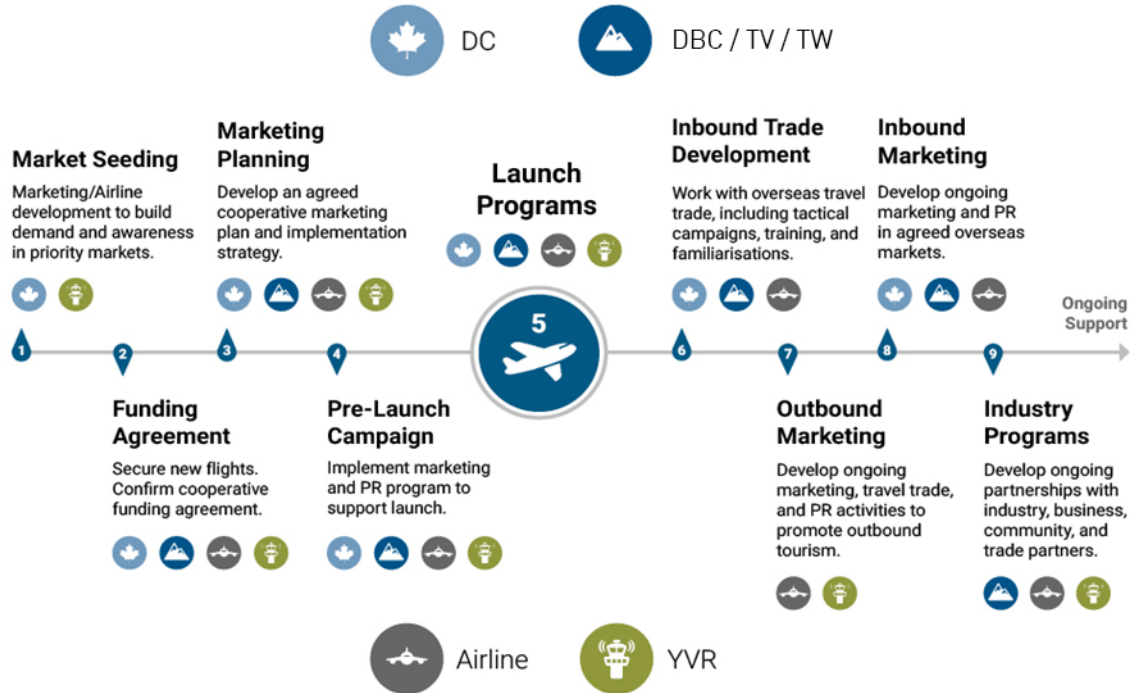 DC
DBC / TV / TW
Market Seeding
Marketing/Airline
development to build
demand and awareness
in priority markets.
Marketing
Planning
Develop an agreed
cooperative marketing
plan and implementation
strategy.
Launch
Programs
Inbound Trade
Development
Work with overseas travel
trade, including tactical
campaigns, training, and
familiarisations.
Inbound
Marketing
Develop ongoing
marketing and PR
in agreed overseas
markets.
Ongoing
Support
1
2
3
4
5
6
7
8
9
Funding
Agreement
Secure new flights.
Confirm cooperative
funding agreement.
Pre-Launch
Campaign
Implement marketing
and PR program to
support launch.
Outbound
Marketing
Develop ongoing
marketing, travel trade,
and PR activities to
promote outbound
tourism.
Industry
Programs
Develop ongoing
partnerships with
industry, business,
community, and
trade partners.
Airline
YVR